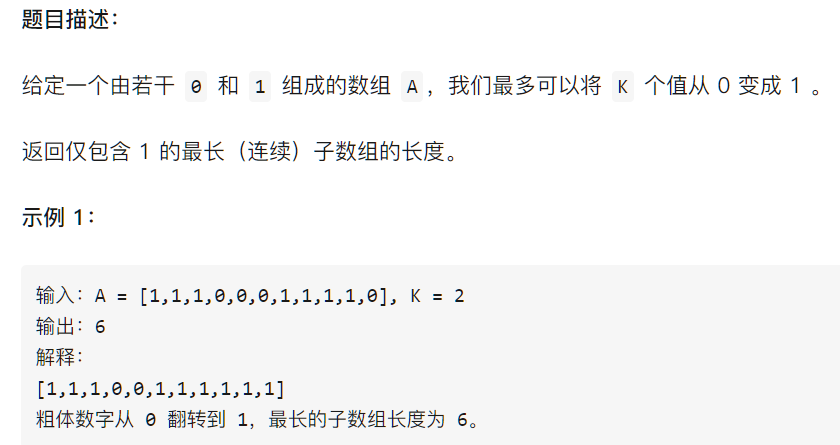 题目描述：
给定一个由若干 0 和 1 组成的数组 A，我们最多可以将 K 个值从 0 变成 1 。
返回仅包含 1 的最长（连续）子数组的长度。
示例 1：
输入：A = [1,1,1,0,0,0,1,1,1,1,0], K = 2
输出：6
解释：
[1,1,1,0,0,1,1,1,1,1,1]
粗体数字从 0 翻转到 1，最长的子数组长度为 6。